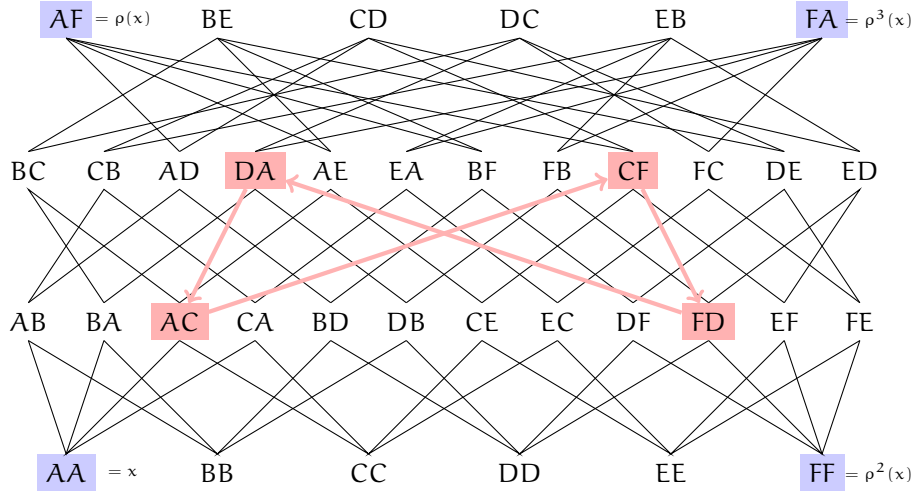 AF = ρ(x) BE CD DC EB FA = ρ³(x)
BC CB AD DA AE EA BF FB CF FC DE ED
AB BA AC CA BD DB CE EC DF FD EF FE
AA = x BB CC DD EE FF = ρ²(x)